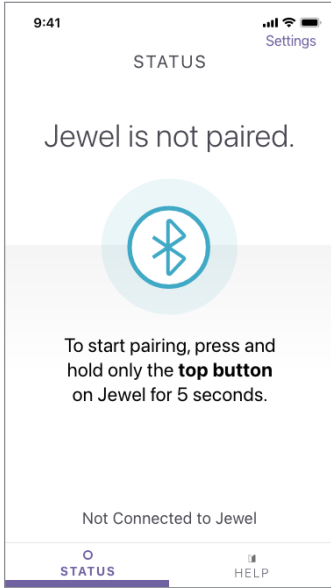 9:41
Settings
STATUS
Jewel is not paired.
To start pairing, press and
hold only the top button
on Jewel for 5 seconds.
Not Connected to Jewel
STATUS
HELP